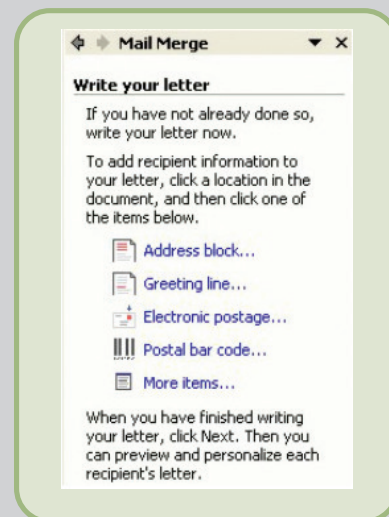 Mail Merge
Write your letter
If you have not already done so,
write your letter now.
To add recipient information to
your letter, click a location in the
document, and then click one of
the items below.
Address block...
Greeting line...
Electronic postage...
Postal bar code...
More items...
When you have finished writing
your letter, click Next. Then you
can preview and personalize each
recipient's letter.